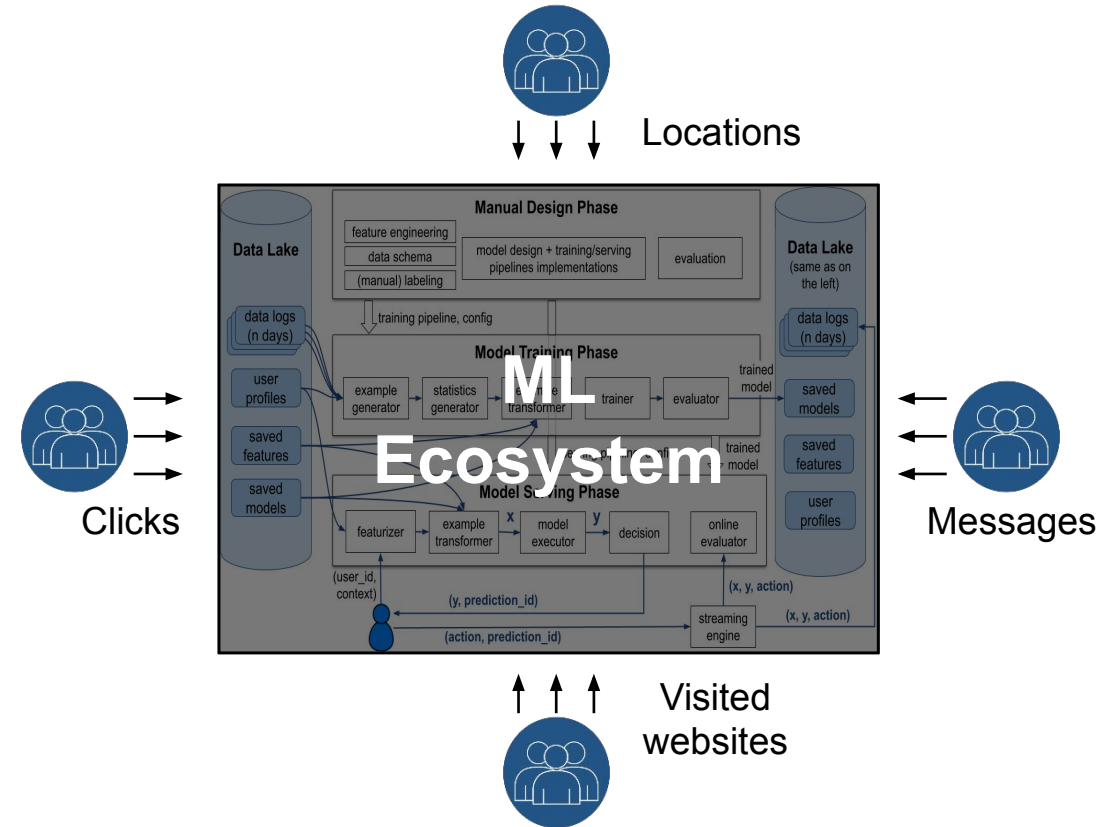 Locations
Manual Design Phase
feature engineering
data schema
(manual) labeling
model design + training/serving
pipelines implementations
evaluation
Data Lake
Data Lake
(same as on
the left)
training pipeline, config
data logs
(n days)
data logs
(n days)
Model Training Phase
user
profiles
example
generator
statistics
generator
transformer
trainer
evaluator
trained
model
saved
models
ML
Ecosystem
saved
features
saved
models
trained
model
saved
features
user
profiles
Model Serving Phase
featurizer
example
transformer
x
model
executor
y
decision
online
evaluator
(user_id,
context)
(y, prediction_id)
(action, prediction_id)
(x, y, action)
streaming
engine
(x, y, action)
Clicks
Messages
Visited
websites